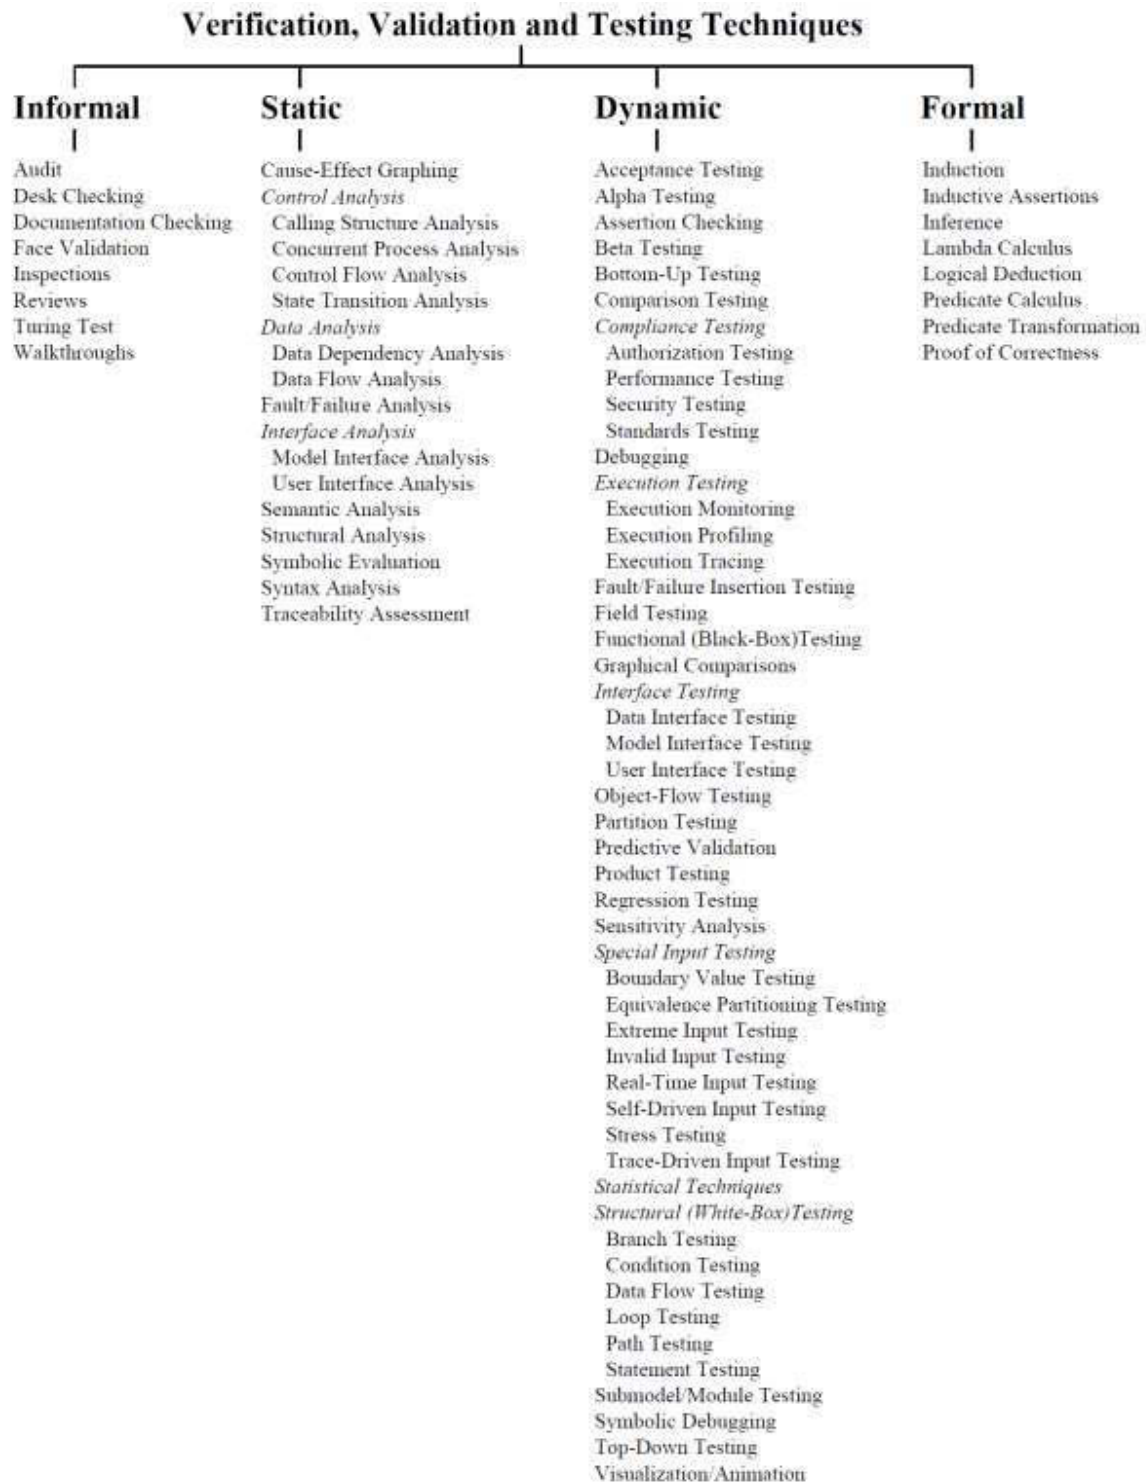 Verification, Validation and Testing Techniques
Informal
Audit
Desk Checking
Documentation Checking
Face Validation
Inspections
Reviews
Turing Test
Walkthroughs
Static
Cause-Effect Graphing
Control Analysis
Calling Structure Analysis
Concurrent Process Analysis
Control Flow Analysis
State Transition Analysis
Data Analysis
Data Dependency Analysis
Data Flow Analysis
Fault/Failure Analysis
Interface Analysis
Model Interface Analysis
User Interface Analysis
Semantic Analysis
Structural Analysis
Symbolic Evaluation
Syntax Analysis
Traceability Assessment
Dynamic
Acceptance Testing
Alpha Testing
Assertion Checking
Beta Testing
Bottom-Up Testing
Comparison Testing
Compliance Testing
Authorization Testing
Performance Testing
Security Testing
Standards Testing
Debugging
Execution Testing
Execution Monitoring
Execution Profiling
Execution Tracing
Fault/Failure Insertion Testing
Field Testing
Functional (Black-Box)Testing
Graphical Comparisons
Interface Testing
Data Interface Testing
Model Interface Testing
User Interface Testing
Object-Flow Testing
Partition Testing
Predictive Validation
Product Testing
Regression Testing
Sensitivity Analysis
Special Input Testing
Boundary Value Testing
Equivalence Partitioning Testing
Extreme Input Testing
Invalid Input Testing
Real-Time Input Testing
Self-Driven Input Testing
Stress Testing
Trace-Driven Input Testing
Statistical Techniques
Structural (White-Box)Testing
Branch Testing
Condition Testing
Data Flow Testing
Loop Testing
Path Testing
Statement Testing
Submodel/Module Testing
Symbolic Debugging
Top-Down Testing
Visualization/Animation
Formal
Induction
Inductive Assertions
Inference
Lambda Calculus
Logical Deduction
Predicate Calculus
Predicate Transformation
Proof of Correctness